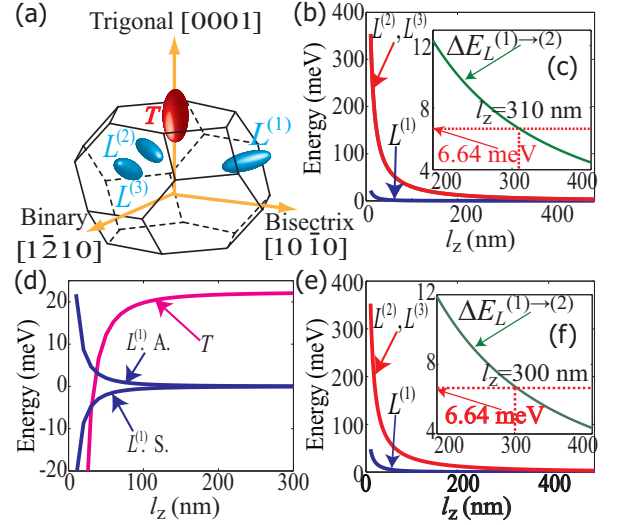 (a)
Trigonal [0001]
T
L(1)
L(2)
L(3)
Binary
[12̄10]
Bisectrix
[101̄0]
(b)
Energy (meV)
400
300
200
100
0
L(2), L(3)
L(1)
0
200
400
lz (nm)
(c)
12
8
4
ΔEL(1)→(2)
lz=310 nm
6.64 meV
200
300
400
(d)
Energy (meV)
20
10
0
-10
-20
L(1). A.
T
L(1). S.
0
100
200
300
lz (nm)
(e)
Energy (meV)
400
300
200
100
0
L(2), L(3)
L(1)
0
200
400
lz (nm)
(f)
12
8
4
ΔEL(1)→(2)
lz=300 nm
6.64 meV
200
300
400